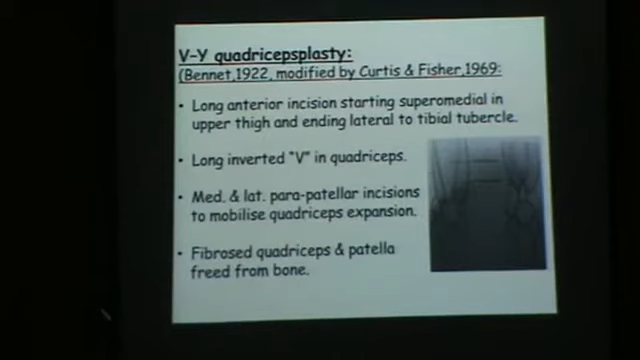 V-Y quadricepsplasty:
(Bennet,1922, modified by Curtis & Fisher,1969:
• Long anterior incision starting superomedial in
upper thigh and ending lateral to tibial tubercle.
• Long inverted "V" in quadriceps.
• Med. & lat. para-patellar incisions
to mobilise quadriceps expansion.
• Fibrosed quadriceps & patella
freed from bone.